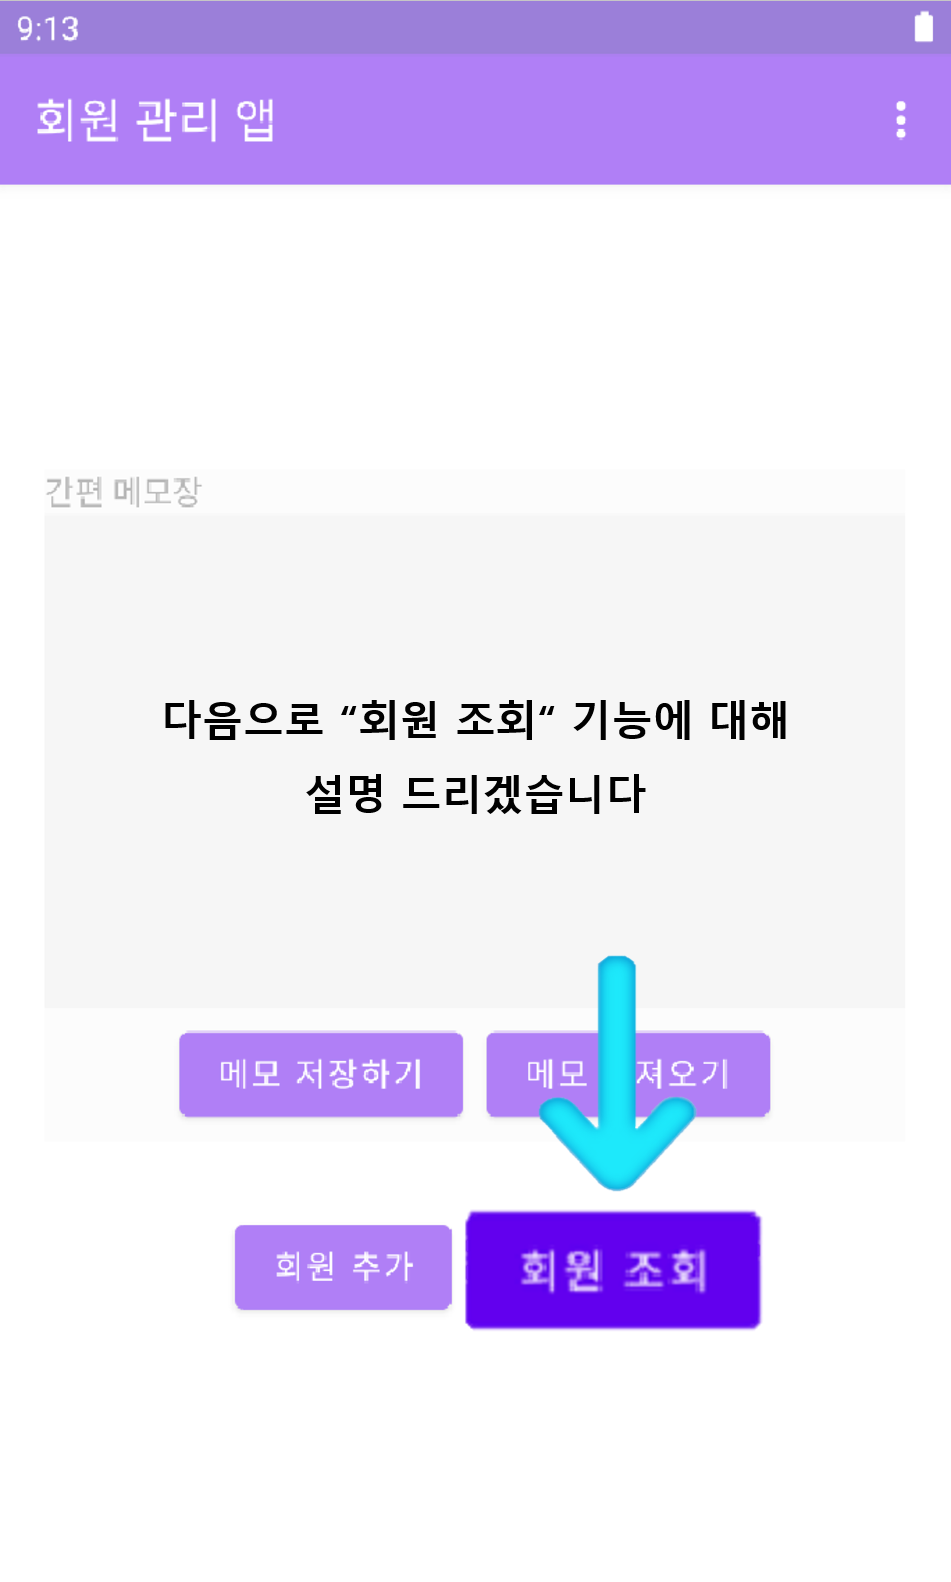 9:13
회원 관리 앱
간편 메모장
다음으로 “회원 조회“ 기능에 대해
설명 드리겠습니다
메모 저장하기
메모 져오기
회원 추가
회원 조회